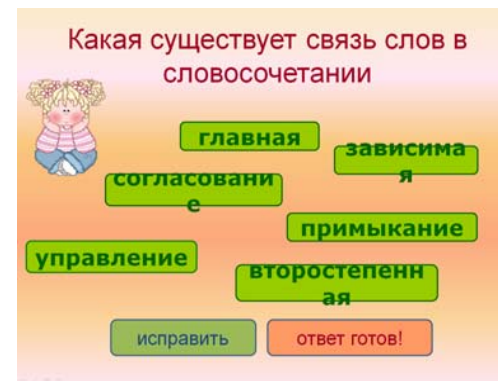 Какая существует связь слов в
словосочетании
главная
зависима
я
согласовани
е
примыкание
управление
второстепенн
ая
исправить
ответ готов!